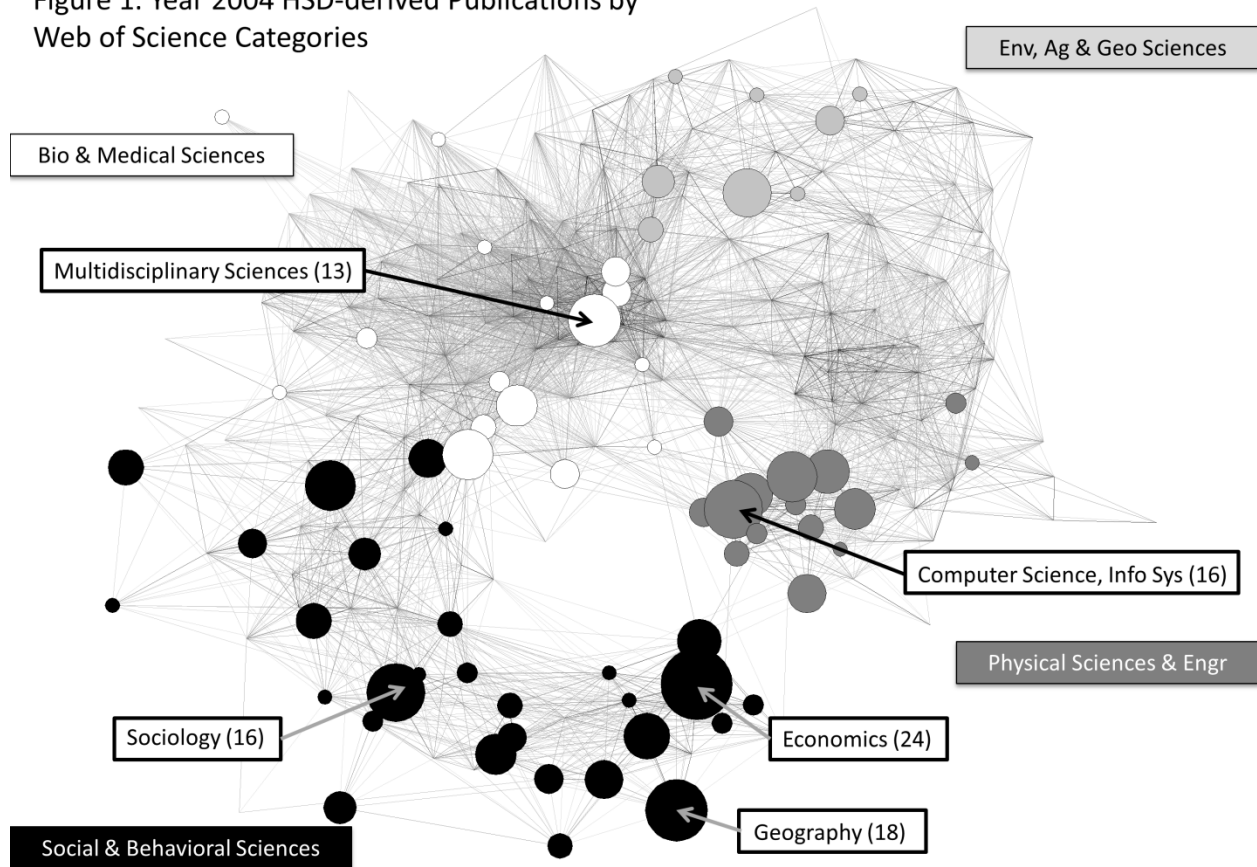 Figure 1. Year 2004 HSD-derived Publications by
Web of Science Categories
Env, Ag & Geo Sciences
Bio & Medical Sciences
Multidisciplinary Sciences (13)
Computer Science, Info Sys (16)
Physical Sciences & Engr
Sociology (16)
Economics (24)
Geography (18)
Social & Behavioral Sciences